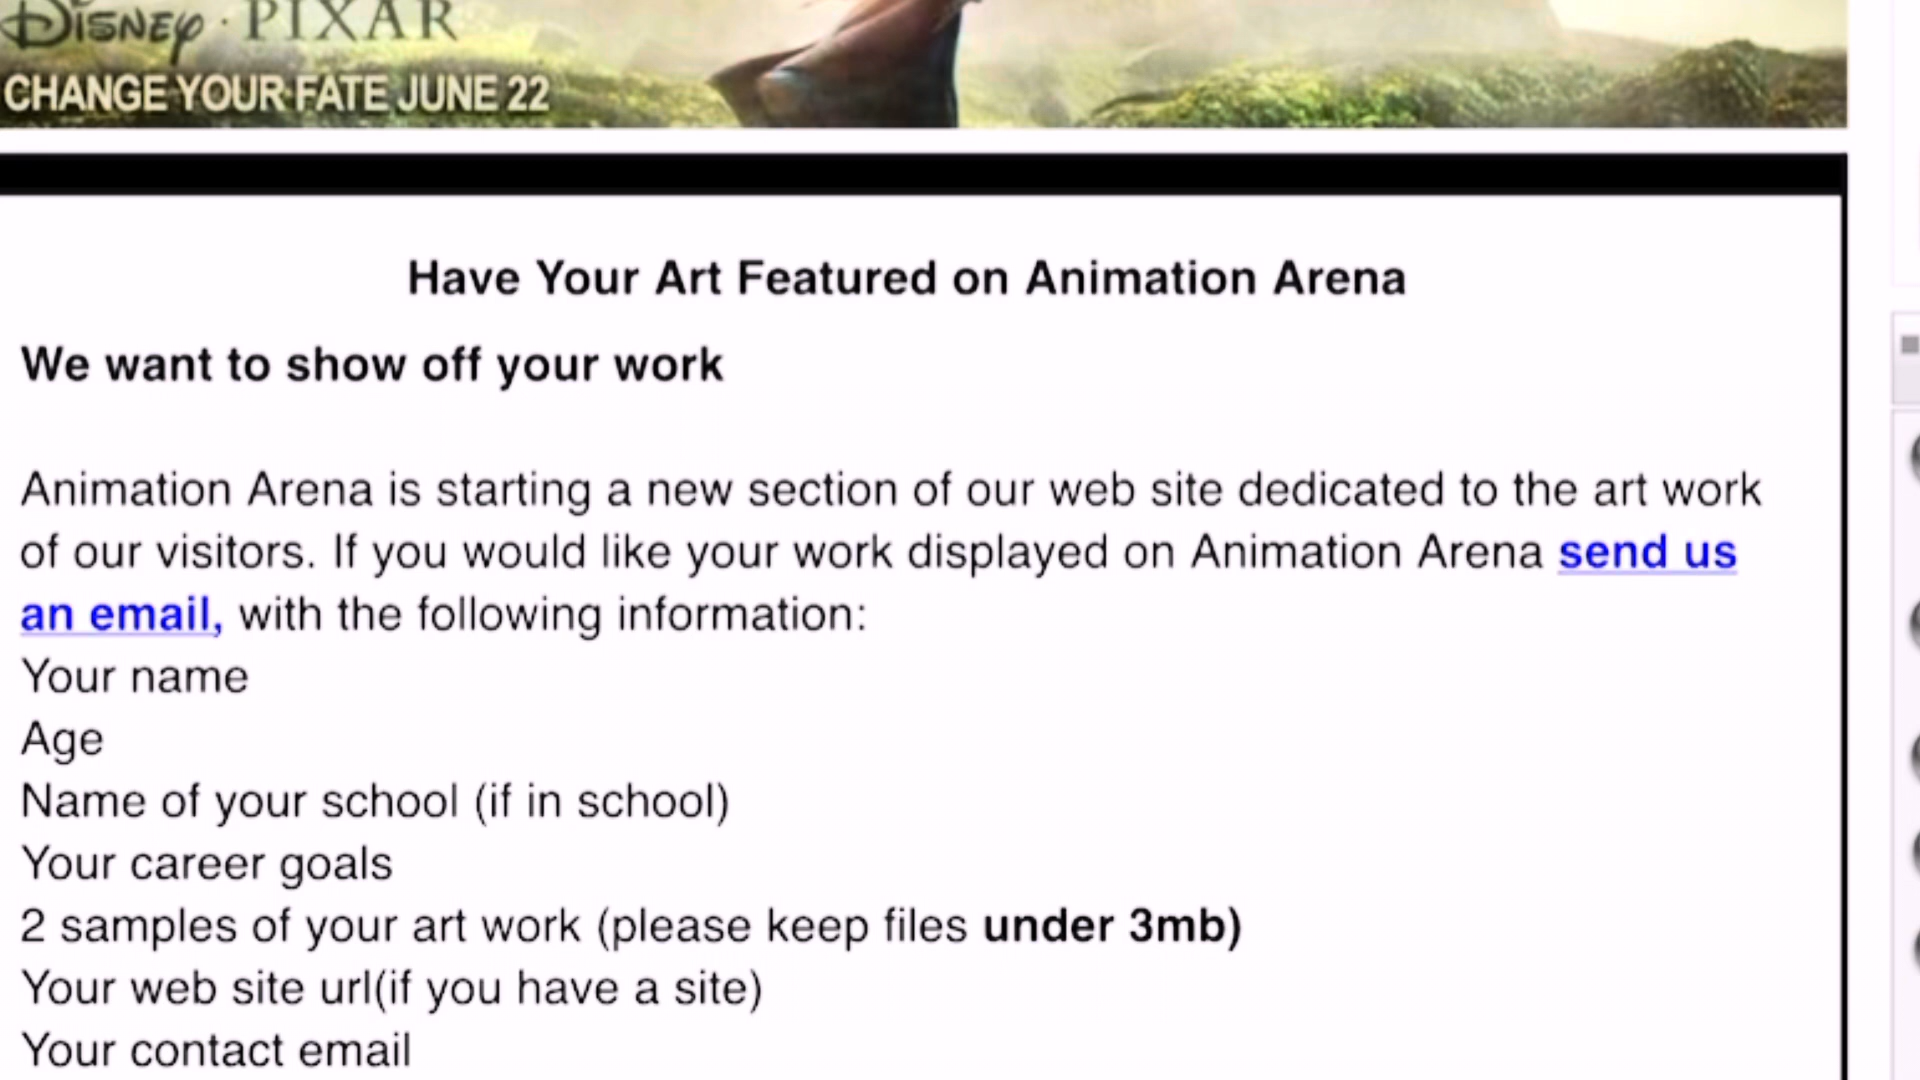 DISNEY · PIXAR
CHANGE YOUR FATE JUNE 22
Have Your Art Featured on Animation Arena
We want to show off your work
Animation Arena is starting a new section of our web site dedicated to the art work
of our visitors. If you would like your work displayed on Animation Arena send us
an email, with the following information:
Your name
Age
Name of your school (if in school)
Your career goals
2 samples of your art work (please keep files under 3mb)
Your web site url(if you have a site)
Your contact email